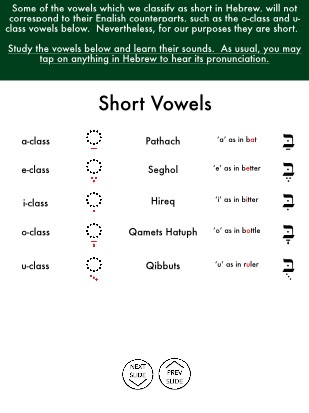 Some of the vowels which we classify as short in Hebrew, will not
correspond to their English counterparts, such as the o-class and u-
class vowels below. Nevertheless, for our purposes they are short.
Study the vowels below and learn their sounds. As usual, you may
tap on anything in Hebrew to hear its pronunciation.
Short Vowels
a-class ◌ַ Pathach 'a' as in bat בַּ
e-class ◌ֶ Seghol 'e' as in better בֶּ
i-class ◌ִ Hireq 'i' as in bitter בִּ
o-class ◌ָ Qamets Hatuph 'o' as in bottle בָּ
u-class ◌ֻ Qibbuts 'u' as in ruler בֻּ
NEXT SLIDE PREV SLIDE